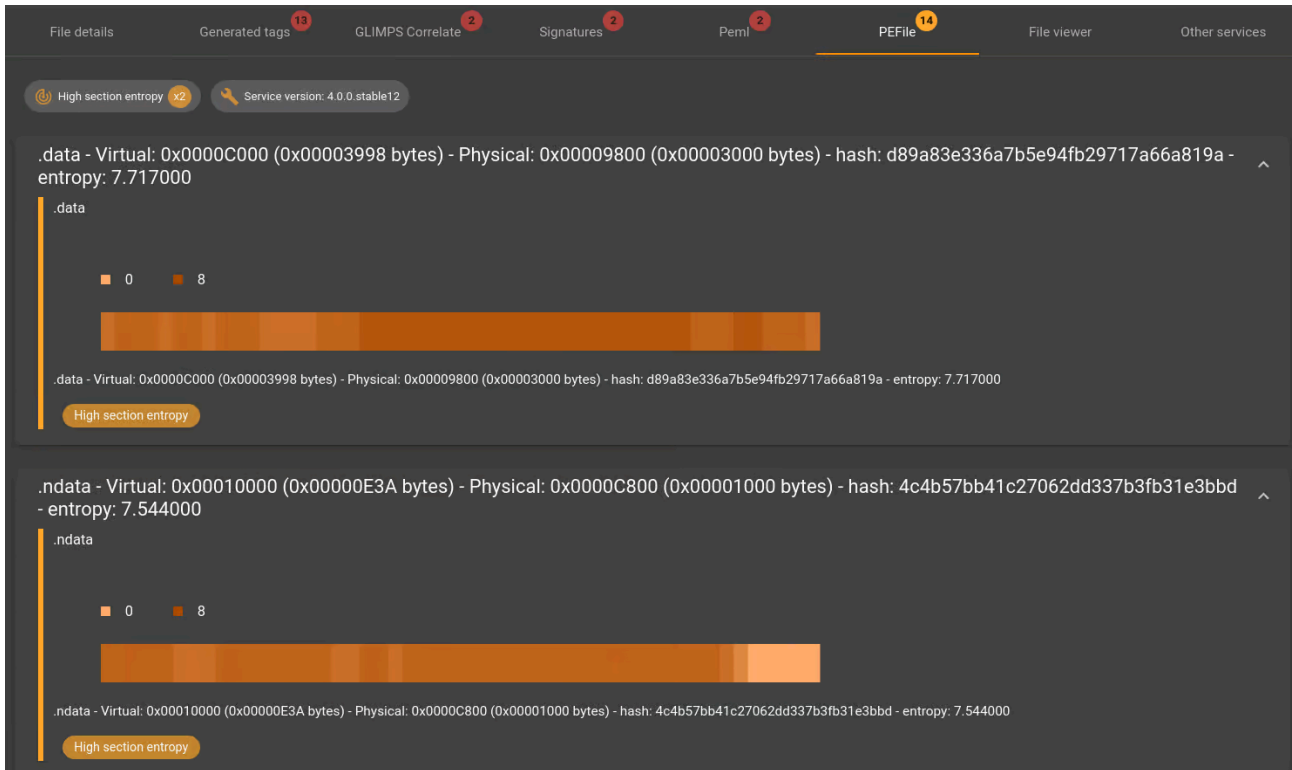 File details
Generated tags 13
GLIMPS Correlate 2
Signatures 2
Peml 2
PEFile 14
File viewer
Other services
High section entropy x2
Service version: 4.0.0.stable12
.data - Virtual: 0x0000C000 (0x00003998 bytes) - Physical: 0x00009800 (0x00003000 bytes) - hash: d89a83e336a7b5e94fb29717a66a819a -
entropy: 7.717000
.data
0 8
.data - Virtual: 0x0000C000 (0x00003998 bytes) - Physical: 0x00009800 (0x00003000 bytes) - hash: d89a83e336a7b5e94fb29717a66a819a - entropy: 7.717000
High section entropy
.ndata - Virtual: 0x00010000 (0x00000E3A bytes) - Physical: 0x0000C800 (0x00001000 bytes) - hash: 4c4b57bb41c27062dd337b3fb31e3bbd
- entropy: 7.544000
.ndata
0 8
.ndata - Virtual: 0x00010000 (0x00000E3A bytes) - Physical: 0x0000C800 (0x00001000 bytes) - hash: 4c4b57bb41c27062dd337b3fb31e3bbd - entropy: 7.544000
High section entropy